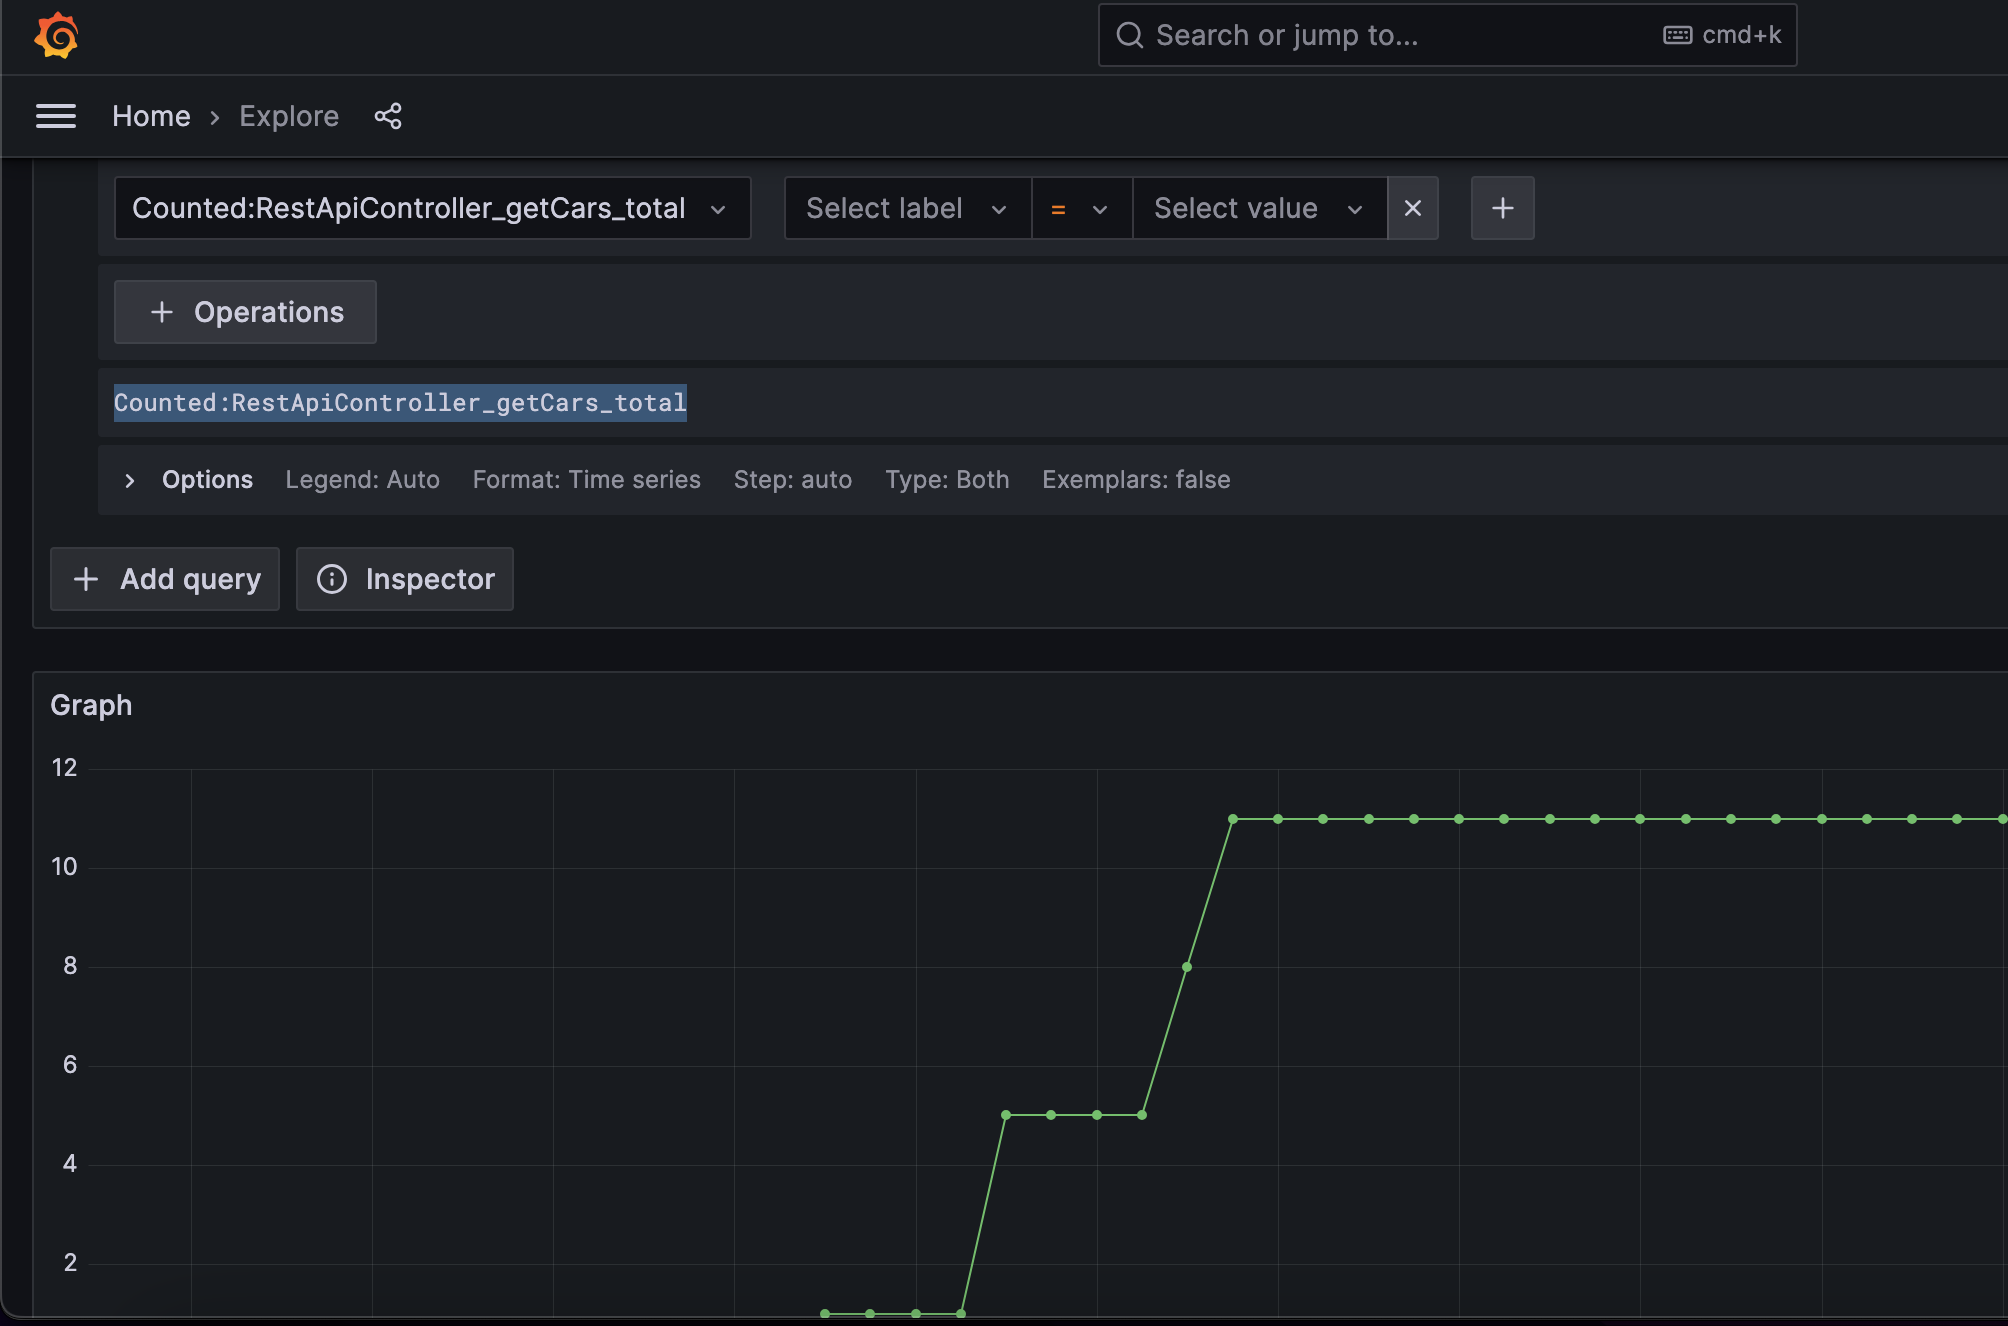 Search or jump to...
cmd+k
Home › Explore
Counted:RestApiController_getCars_total
Select label
=
Select value
Operations
Counted:RestApiController_getCars_total
Options Legend: Auto Format: Time series Step: auto Type: Both Exemplars: false
Add query
Inspector
Graph
12
10
8
6
4
2